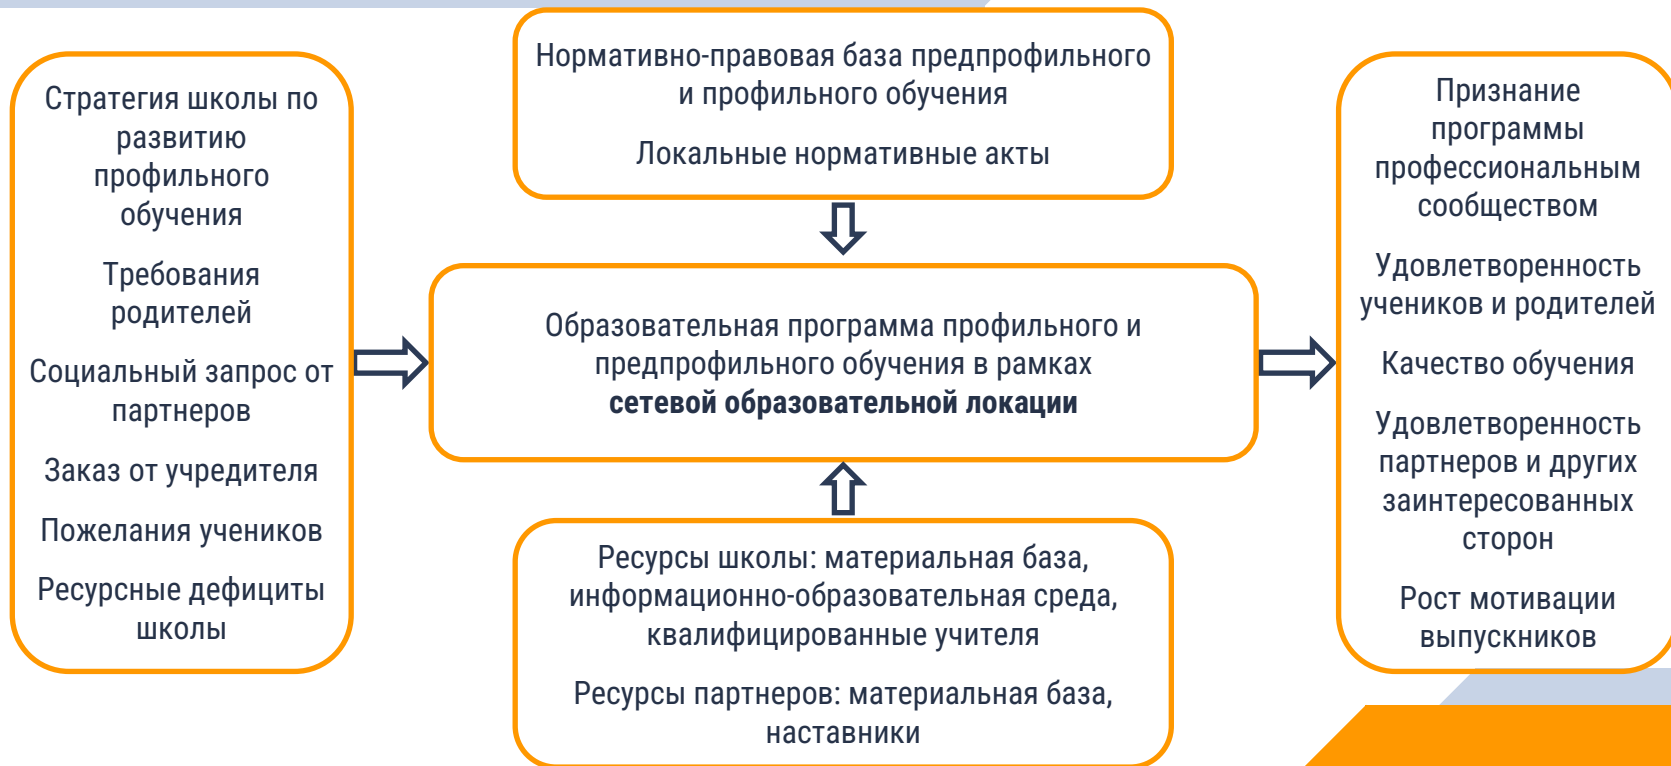 Стратегия школы по
развитию
профильного
обучения
Требования
родителей
Социальный запрос от
партнеров
Заказ от учредителя
Пожелания учеников
Ресурсные дефициты
школы
Нормативно-правовая база предпрофильного
и профильного обучения
Локальные нормативные акты
Образовательная программа профильного и
предпрофильного обучения в рамках
сетевой образовательной локации
Ресурсы школы: материальная база,
информационно-образовательная среда,
квалифицированные учителя
Ресурсы партнеров: материальная база,
наставники
Признание
программы
профессиональным
сообществом
Удовлетворенность
учеников и родителей
Качество обучения
Удовлетворенность
партнеров и других
заинтересованных
сторон
Рост мотивации
выпускников